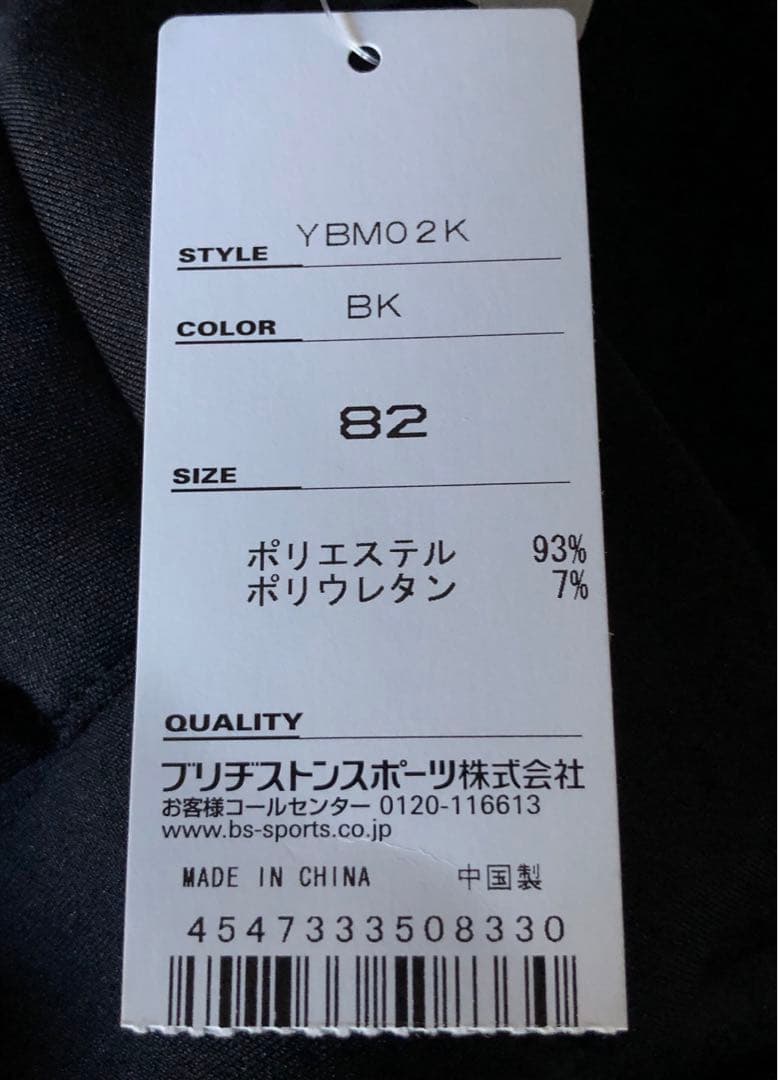 YBM02K
STYLE
BK
COLOR
82
SIZE
ポリエステル 93%
ポリウレタン 7%
QUALITY
ブリヂストンスポーツ株式会社
お客様コールセンター 0120-116613
www.bs-sports.co.jp
MADE IN CHINA 中国製
4547333508330